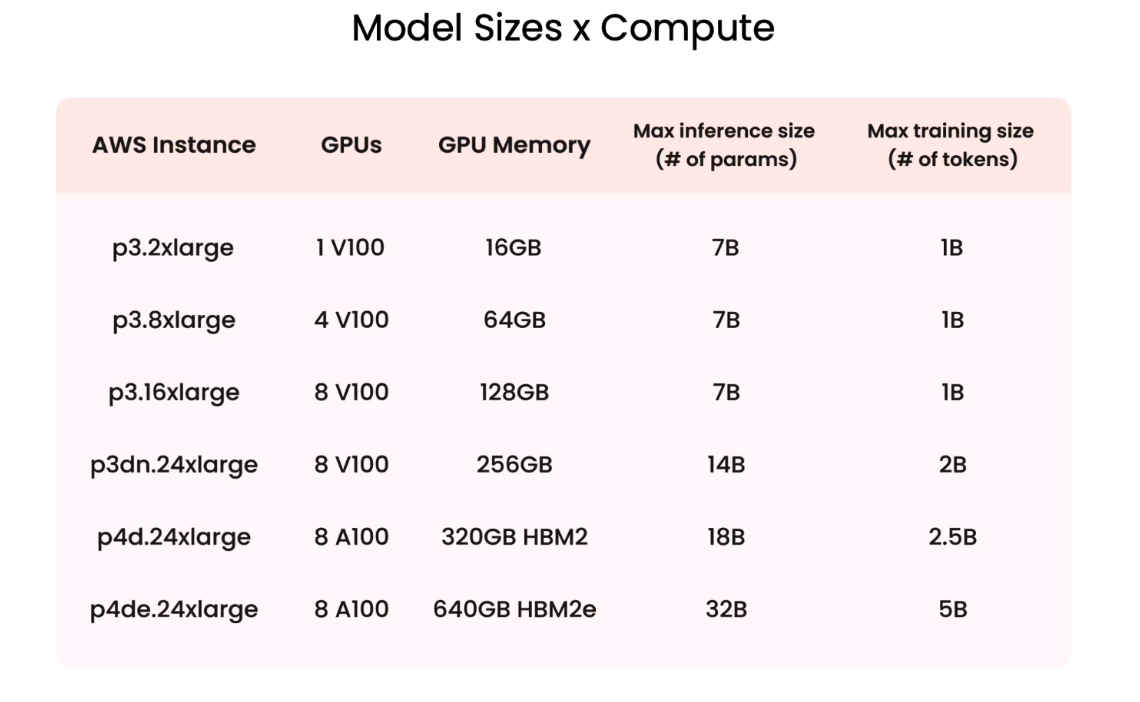 Model Sizes x Compute
AWS Instance GPUs GPU Memory Max inference size (# of params) Max training size (# of tokens)
p3.2xlarge 1 V100 16GB 7B 1B
p3.8xlarge 4 V100 64GB 7B 1B
p3.16xlarge 8 V100 128GB 7B 1B
p3dn.24xlarge 8 V100 256GB 14B 2B
p4d.24xlarge 8 A100 320GB HBM2 18B 2.5B
p4de.24xlarge 8 A100 640GB HBM2e 32B 5B